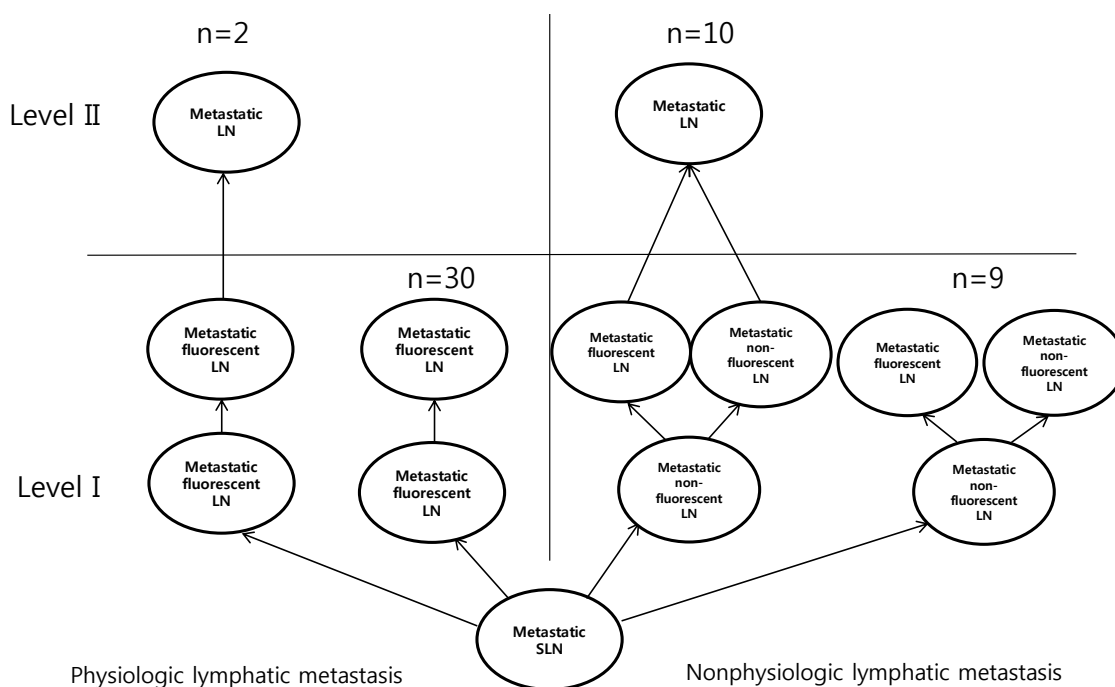 n=2
n=10
Level Ⅱ
Metastatic
LN
Metastatic
LN
n=30
n=9
Metastatic
fluorescent
LN
Metastatic
fluorescent
LN
Metastatic
fluorescent
LN
Metastatic
non-
fluorescent
LN
Metastatic
fluorescent
LN
Metastatic
non-
fluorescent
LN
Level Ⅰ
Metastatic
fluorescent
LN
Metastatic
fluorescent
LN
Metastatic
non-
fluorescent
LN
Metastatic
non-
fluorescent
LN
Metastatic
SLN
Physiologic lymphatic metastasis
Nonphysiologic lymphatic metastasis